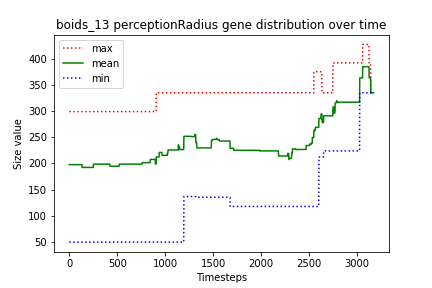 boids_13 perceptionRadius gene distribution over time
max
mean
min
400
350
300
250
200
150
100
50
Size value
0 500 1000 1500 2000 2500 3000
Timesteps